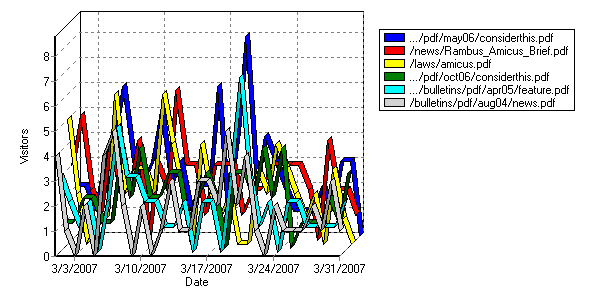 8
7
6
5
4
3
2
1
0
Visitors
3/3/2007 3/10/2007 3/17/2007 3/24/2007 3/31/2007
Date
.../pdf/may06/considerthis.pdf
/news/Rambus_Amicus_Brief.pdf
/laws/amicus.pdf
.../pdf/oct06/considerthis.pdf
.../bulletins/pdf/apr05/feature.pdf
/bulletins/pdf/aug04/news.pdf